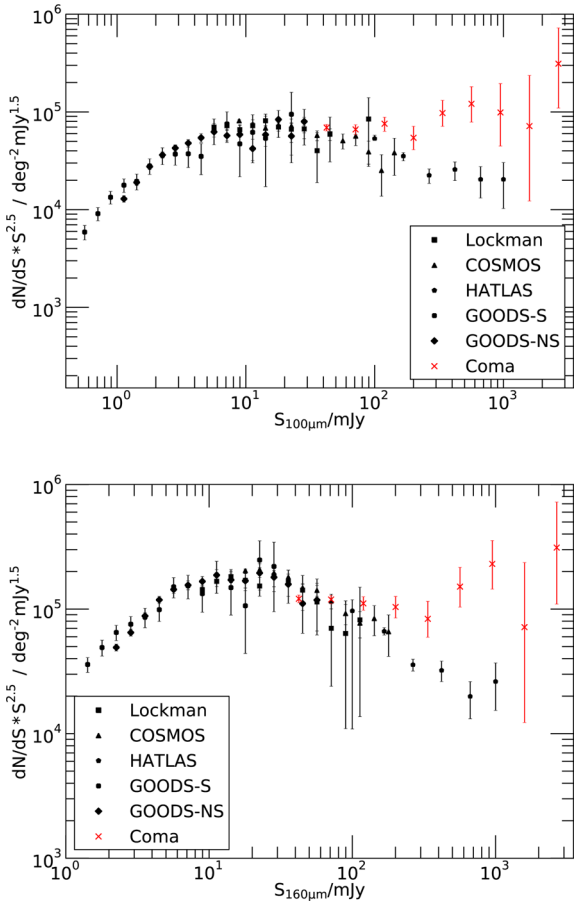 10^6
10^5
10^4
10^3
dN/dS*S^2.5 / deg^-2 mJy^1.5
Lockman
COSMOS
HATLAS
GOODS-S
GOODS-NS
Coma
10^0 10^1 10^2 10^3
S_100μm/mJy
10^6
10^5
10^4
10^3
dN/dS*S^2.5 / deg^-2 mJy^1.5
Lockman
COSMOS
HATLAS
GOODS-S
GOODS-NS
Coma
10^0 10^1 10^2 10^3
S_160μm/mJy